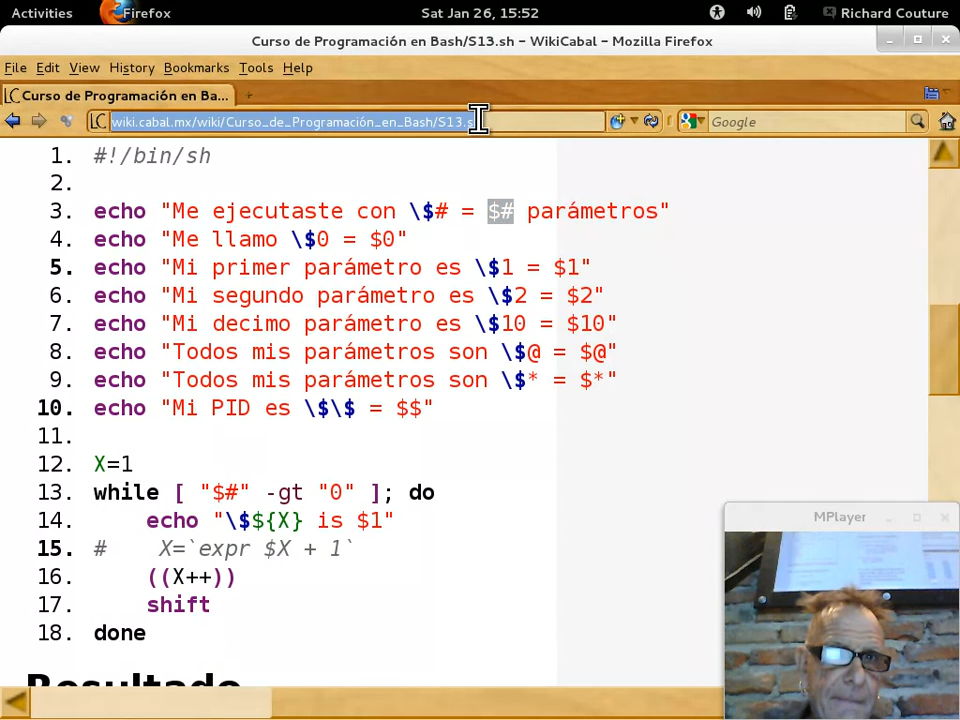 Activities Firefox Sat Jan 26, 15:52 Richard Couture
Curso de Programación en Bash/S13.sh – WikiCabal – Mozilla Firefox
File Edit View History Bookmarks Tools Help
Curso de Programación en Ba...
wiki.cabal.mx/wiki/Curso_de_Programación_en_Bash/S13.s Google
1. #!/bin/sh
2.
3. echo "Me ejecutaste con \$# = $# parámetros"
4. echo "Me llamo \$0 = $0"
5. echo "Mi primer parámetro es \$1 = $1"
6. echo "Mi segundo parámetro es \$2 = $2"
7. echo "Mi decimo parámetro es \$10 = $10"
8. echo "Todos mis parámetros son \$@ = $@"
9. echo "Todos mis parámetros son \$* = $*"
10. echo "Mi PID es \$\$ = $$"
11.
12. X=1
13. while [ "$#" -gt "0" ]; do
14. echo "\$${X} is $1"
15. # X=`expr $X + 1`
16. ((X++))
17. shift
18. done
MPlayer
Resultado